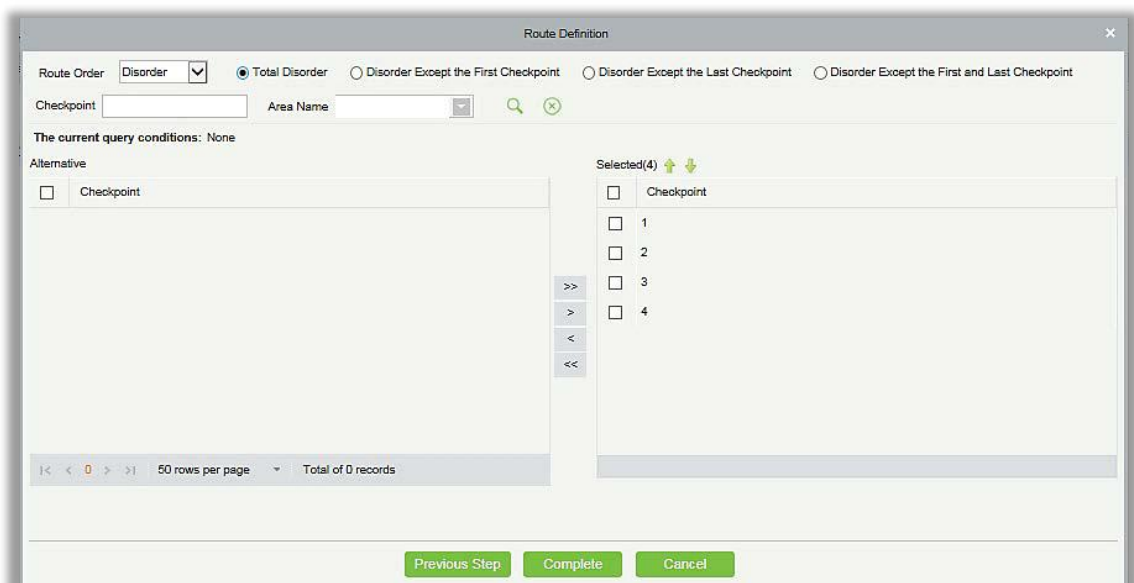 Route Definition ×
Route Order Disorder Total Disorder Disorder Except the First Checkpoint Disorder Except the Last Checkpoint Disorder Except the First and Last Checkpoint
Checkpoint Area Name
The current query conditions: None
Alternative Selected(4)
Checkpoint Checkpoint
1
2
3
>>
> 4
<
<<
|< < 0 > >| 50 rows per page Total of 0 records
Previous Step Complete Cancel